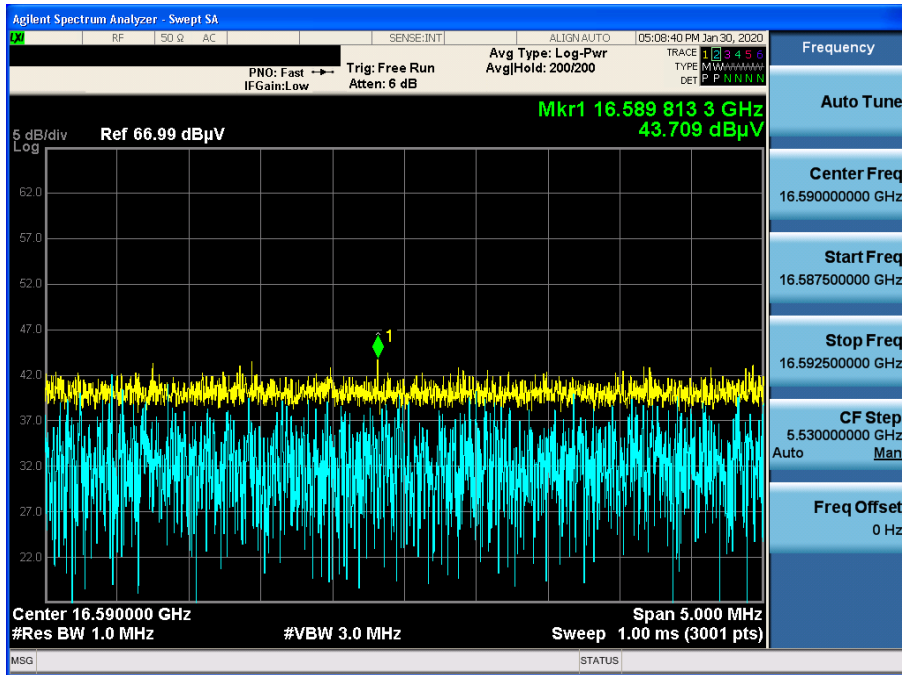 Agilent Spectrum Analyzer - Swept SA
LXI RF 50 Ω AC SENSE:INT ALIGN AUTO 05:08:40 PM Jan 30, 2020
PNO: Fast
IFGain:Low
Trig: Free Run
Atten: 6 dB
Avg Type: Log-Pwr
Avg|Hold: 200/200
TRACE 1 2 3 4 5 6
TYPE MWWWWW
DET P P N N N N
Mkr1 16.589 813 3 GHz
43.709 dBµV
5 dB/div
Log
Ref 66.99 dBµV
62.0
57.0
52.0
47.0
42.0
37.0
32.0
27.0
22.0
1
Center 16.590000 GHz
Span 5.000 MHz
#Res BW 1.0 MHz
#VBW 3.0 MHz
Sweep 1.00 ms (3001 pts)
MSG
STATUS
Frequency
Auto Tune
Center Freq
16.590000000 GHz
Start Freq
16.587500000 GHz
Stop Freq
16.592500000 GHz
CF Step
5.530000000 GHz
Auto Man
Freq Offset
0 Hz